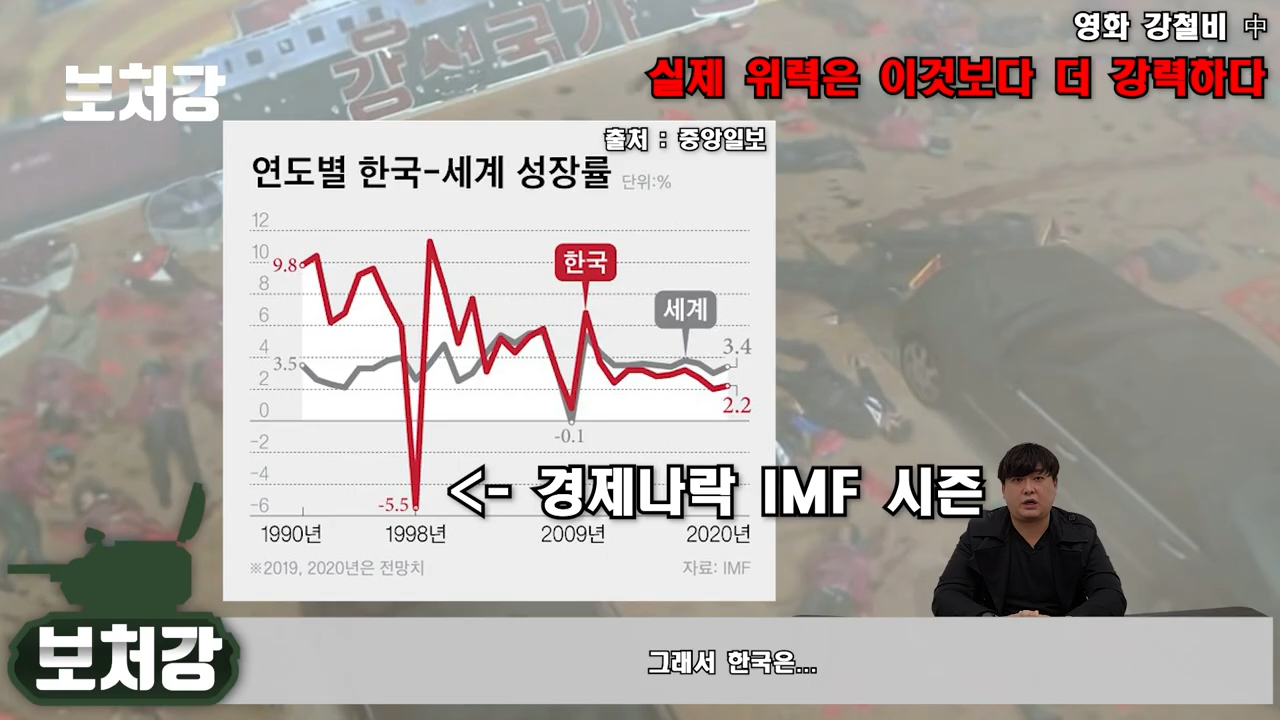 강서국가
영화 강철비 中
실제 위력은 이것보다 더 강력하다
보처강
출처 : 중앙일보
연도별 한국-세계 성장률 단위:%
12
10
9.8
8
한국
6
세계
4
3.5
3.4
2
2.2
0
-0.1
-2
-4
<- 경제나락 IMF 시즌
-5.5
-6
1990년 1998년 2009년 2020년
※2019, 2020년은 전망치 자료: IMF
보처강
그래서 한국은...